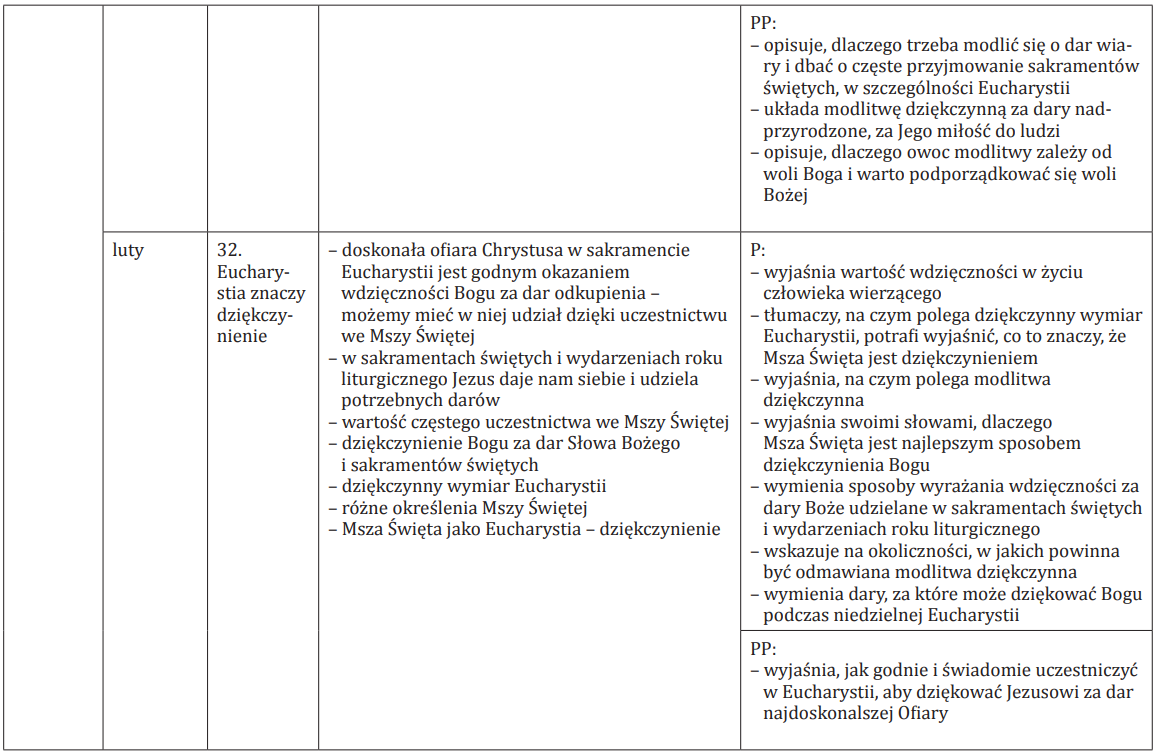 PP:
– opisuje, dlaczego trzeba modlić się o dar wia-
ry i dbać o częste przyjmowanie sakramentów
świętych, w szczególności Eucharystii
– układa modlitwę dziękczynną za dary nad-
przyrodzone, za Jego miłość do ludzi
– opisuje, dlaczego owoc modlitwy zależy od
woli Boga i warto podporządkować się woli
Bożej
luty
32.
Euchary-
stia znaczy
dziękczy-
nienie
– doskonała ofiara Chrystusa w sakramencie
Eucharystii jest godnym okazaniem
wdzięczności Bogu za dar odkupienia –
możemy mieć w niej udział dzięki uczestnictwu
we Mszy Świętej
– w sakramentach świętych i wydarzeniach roku
liturgicznego Jezus daje nam siebie i udziela
potrzebnych darów
– wartość częstego uczestnictwa we Mszy Świętej
– dziękczynienie Bogu za dar Słowa Bożego
i sakramentów świętych
– dziękczynny wymiar Eucharystii
– różne określenia Mszy Świętej
– Msza Święta jako Eucharystia – dziękczynienie
P:
– wyjaśnia wartość wdzięczności w życiu
człowieka wierzącego
– tłumaczy, na czym polega dziękczynny wymiar
Eucharystii, potrafi wyjaśnić, co to znaczy, że
Msza Święta jest dziękczynieniem
– wyjaśnia, na czym polega modlitwa
dziękczynna
– wyjaśnia swoimi słowami, dlaczego
Msza Święta jest najlepszym sposobem
dziękczynienia Bogu
– wymienia sposoby wyrażania wdzięczności za
dary Boże udzielane w sakramentach świętych
i wydarzeniach roku liturgicznego
– wskazuje na okoliczności, w jakich powinna
być odmawiana modlitwa dziękczynna
– wymienia dary, za które może dziękować Bogu
podczas niedzielnej Eucharystii
PP:
– wyjaśnia, jak godnie i świadomie uczestniczyć
w Eucharystii, aby dziękować Jezusowi za dar
najdoskonalszej Ofiary